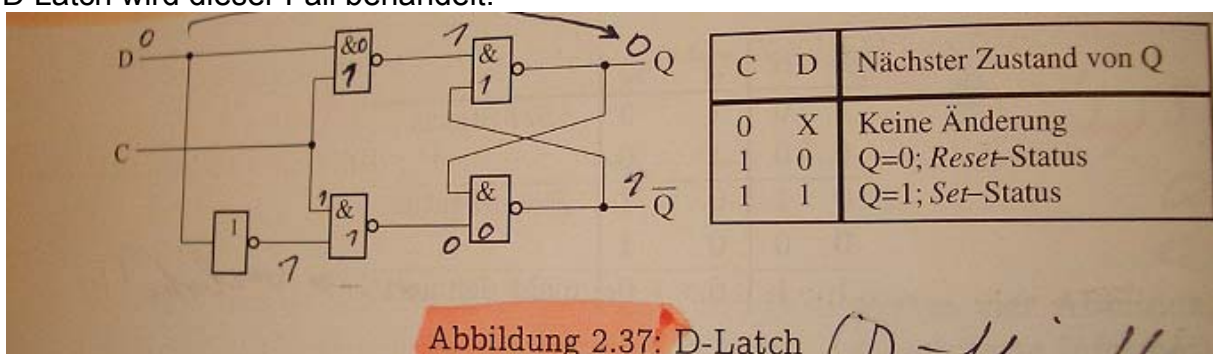 D-Latch wird dieser Fall behandelt.
0 1 0
D &0 & Q
1 1
C
1 & & 1 Q̅
1 1 0 0
1
C D Nächster Zustand von Q
0 X Keine Änderung
1 0 Q=0; Reset–Status
1 1 Q=1; Set–Status
Abbildung 2.37: D-Latch